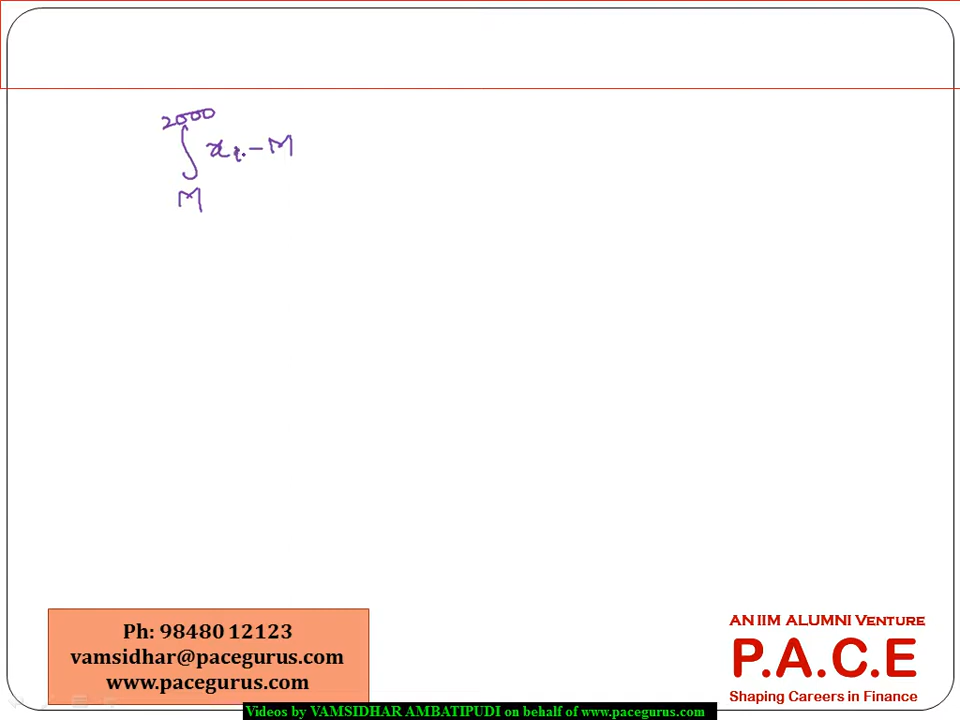 2000
∫ x₁. - M
M
Ph: 98480 12123
vamsidhar@pacegurus.com
www.pacegurus.com
AN IIM ALUMNI VENTURE
P.A.C.E
Shaping Careers in Finance
Videos by VAMSIDHAR AMBATIPUDI on behalf of www.pacegurus.com